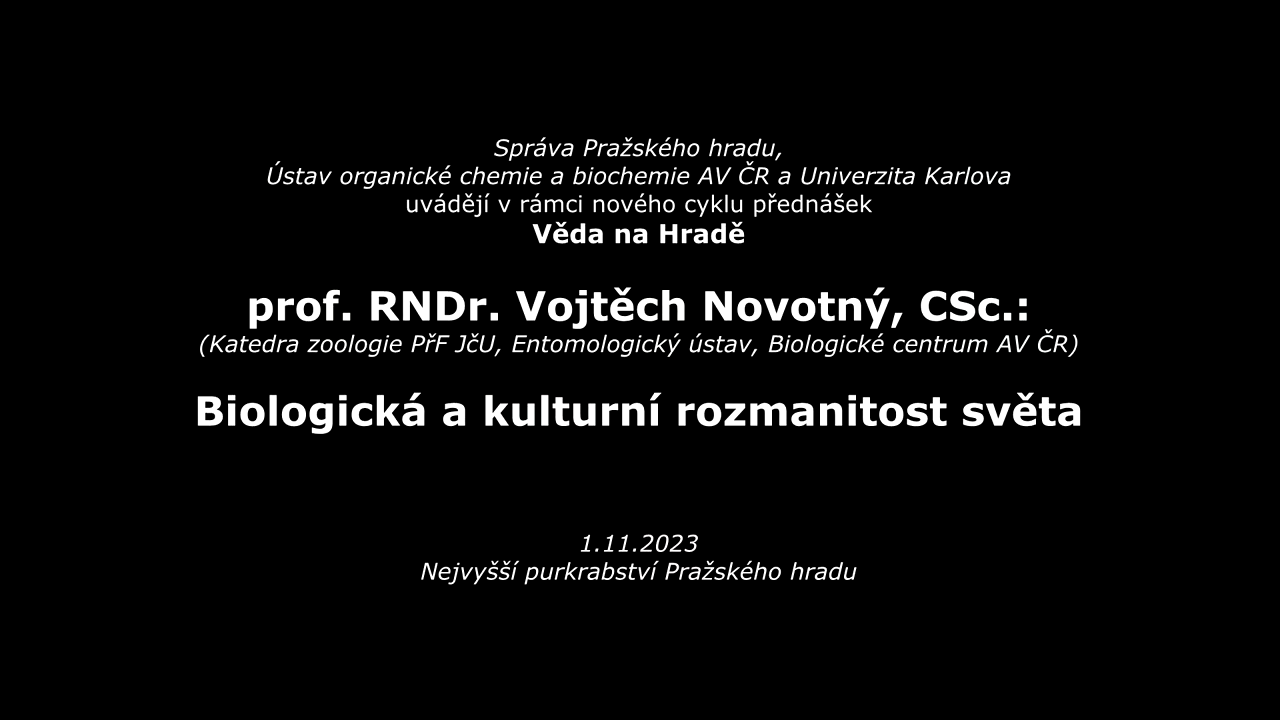 Správa Pražského hradu,
Ústav organické chemie a biochemie AV ČR a Univerzita Karlova
uvádějí v rámci nového cyklu přednášek
Věda na Hradě
prof. RNDr. Vojtěch Novotný, CSc.:
(Katedra zoologie PřF JčU, Entomologický ústav, Biologické centrum AV ČR)
Biologická a kulturní rozmanitost světa
1.11.2023
Nejvyšší purkrabství Pražského hradu